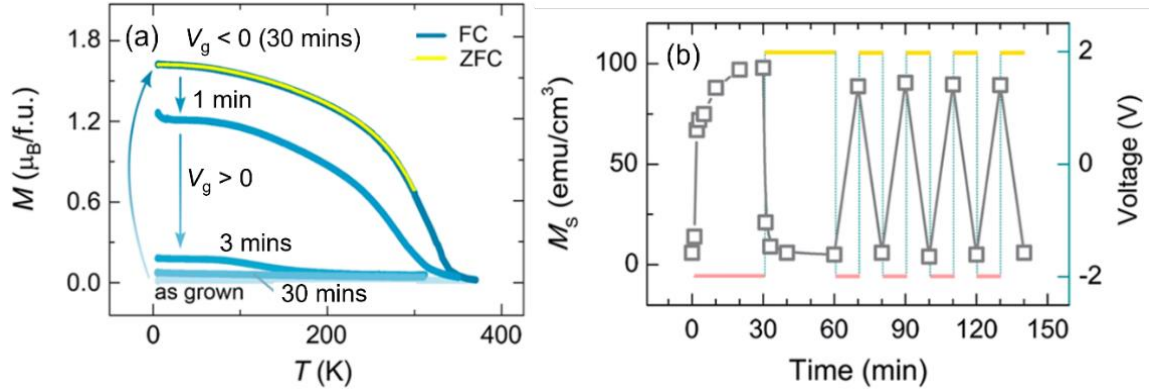 (a)
V_g < 0 (30 mins)
FC
ZFC
1 min
V_g > 0
3 mins
30 mins
as grown
M (μ_B/f.u.)
1.8
1.2
0.6
0.0
0
200
400
T (K)
(b)
M_S (emu/cm³)
100
50
0
2
0
-2
Voltage (V)
0
30
60
90
120
150
Time (min)